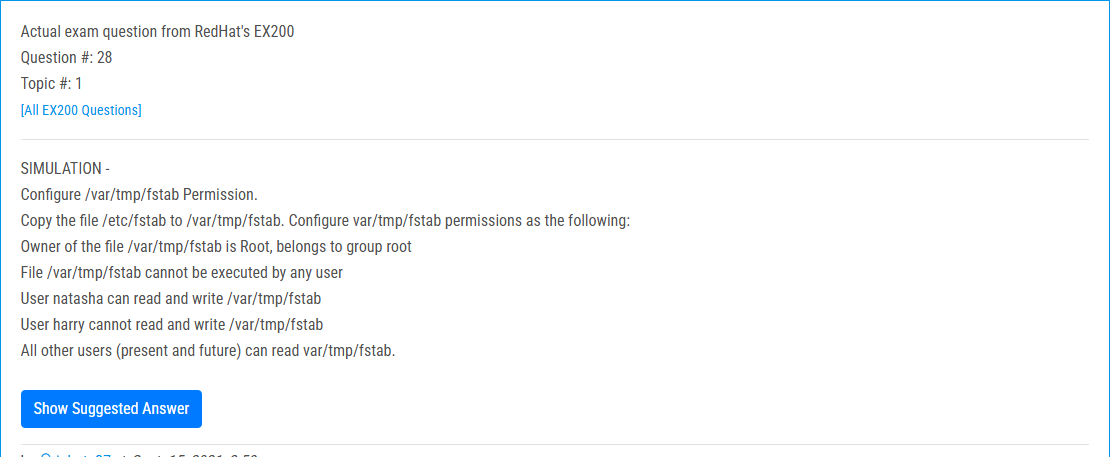 Actual exam question from RedHat's EX200
Question #: 28
Topic #: 1
[All EX200 Questions]
SIMULATION -
Configure /var/tmp/fstab Permission.
Copy the file /etc/fstab to /var/tmp/fstab. Configure var/tmp/fstab permissions as the following:
Owner of the file /var/tmp/fstab is Root, belongs to group root
File /var/tmp/fstab cannot be executed by any user
User natasha can read and write /var/tmp/fstab
User harry cannot read and write /var/tmp/fstab
All other users (present and future) can read var/tmp/fstab.
Show Suggested Answer